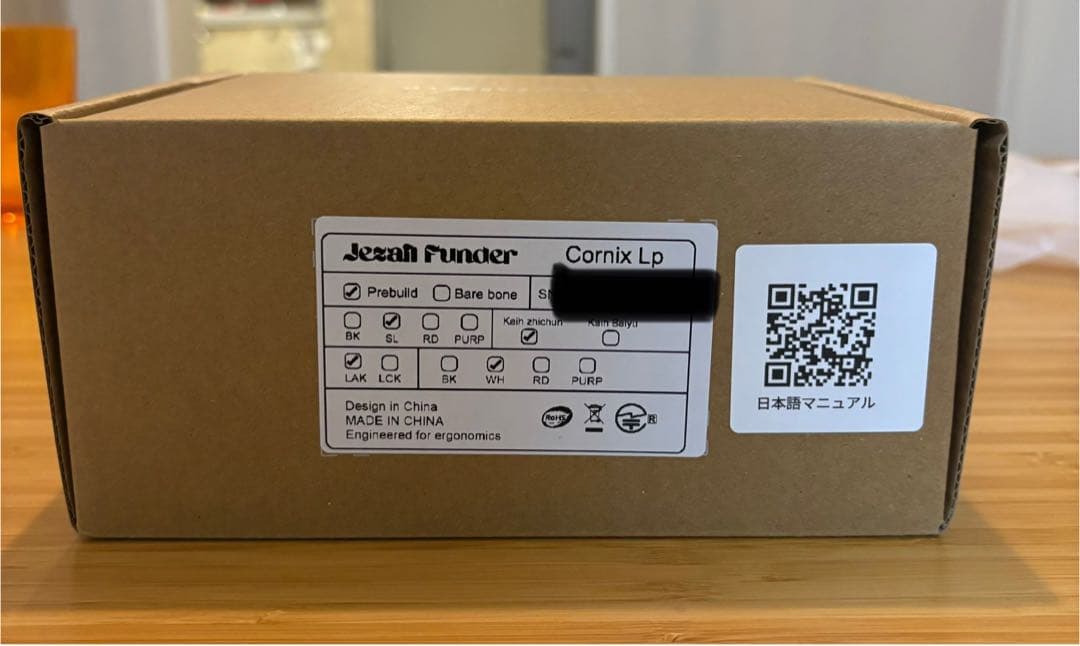 Jezail Funder Cornix Lp
Prebuild Bare bone SN
BK SL RD PURP
Kailh zhichun Kailh Baiyu
LAK LCK BK WH RD PURP
Design in China
MADE IN CHINA
Engineered for ergonomics
RoHS
R
日本語マニュアル